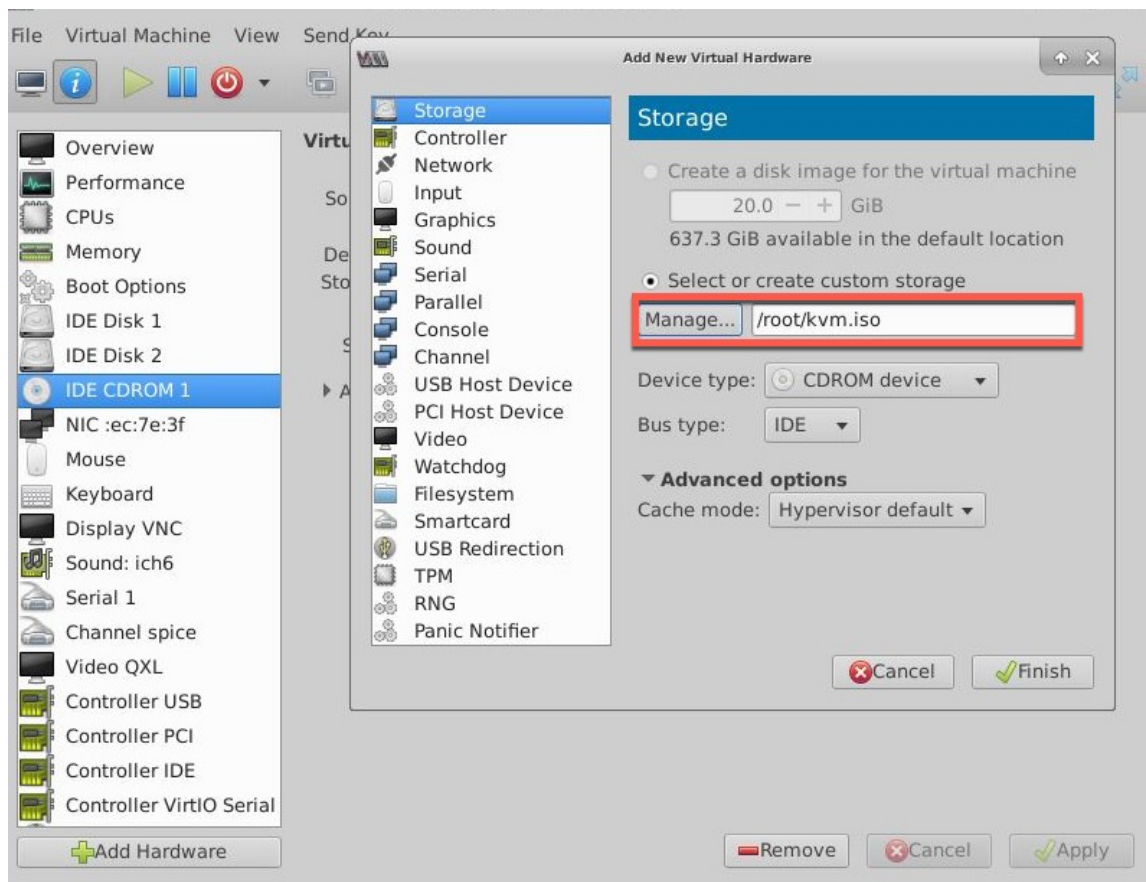 File Virtual Machine View Send Key
Add New Virtual Hardware
Overview
Performance
CPUs
Memory
Boot Options
IDE Disk 1
IDE Disk 2
IDE CDROM 1
NIC :ec:7e:3f
Mouse
Keyboard
Display VNC
Sound: ich6
Serial 1
Channel spice
Video QXL
Controller USB
Controller PCI
Controller IDE
Controller VirtIO Serial
Add Hardware
Virtu
So
De
Sto
S
A
Storage
Controller
Network
Input
Graphics
Sound
Serial
Parallel
Console
Channel
USB Host Device
PCI Host Device
Video
Watchdog
Filesystem
Smartcard
USB Redirection
TPM
RNG
Panic Notifier
Storage
Create a disk image for the virtual machine
20.0 − + GiB
637.3 GiB available in the default location
Select or create custom storage
Manage... /root/kvm.iso
Device type: CDROM device
Bus type: IDE
Advanced options
Cache mode: Hypervisor default
Cancel Finish
Remove Cancel Apply